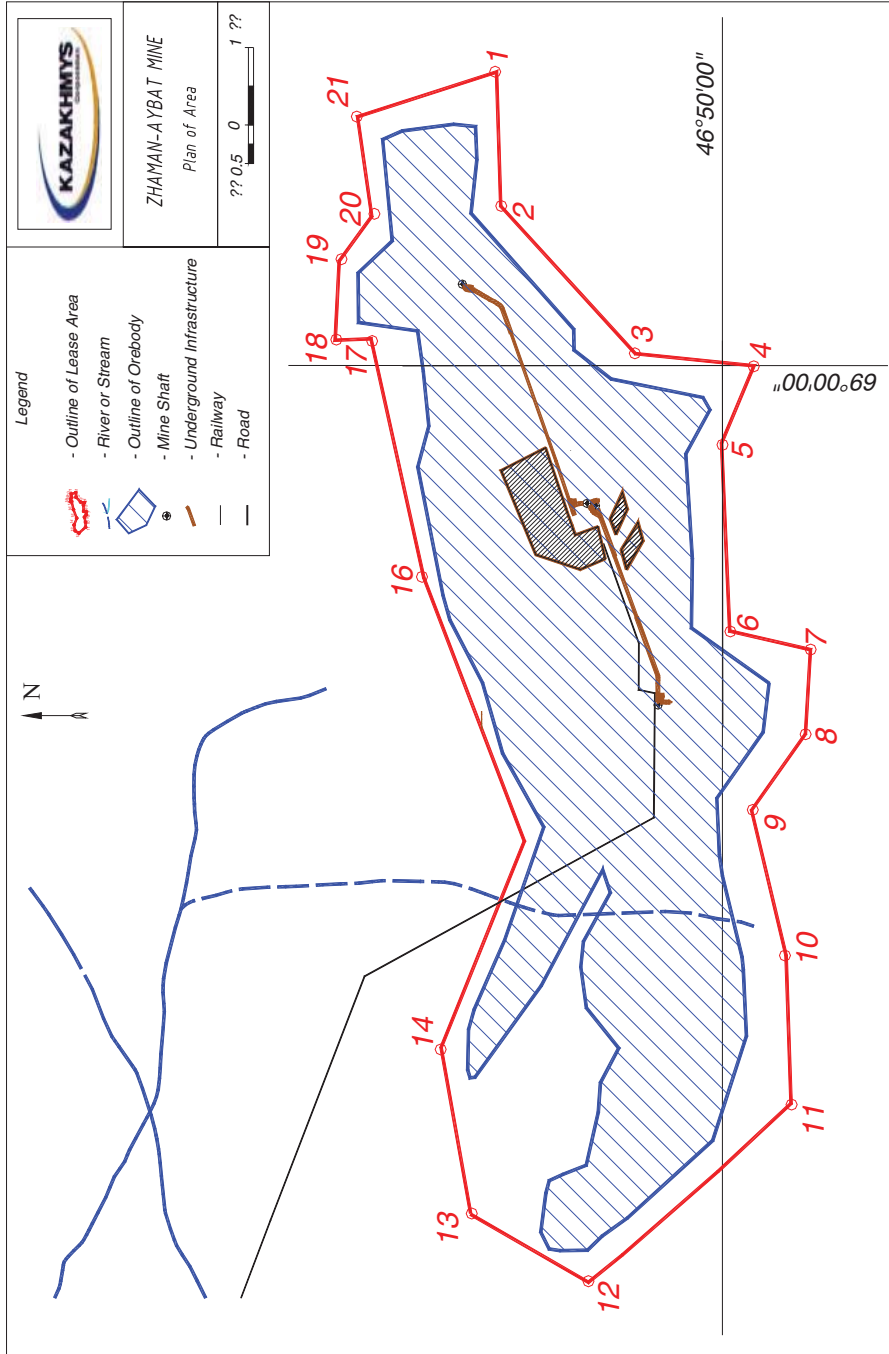 KAZAKHMYS
ZHAMAN-AYBAT MINE
Plan of Area
?? 0.5 0 1 ??
Legend
- Outline of Lease Area
- River or Stream
- Outline of Orebody
- Mine Shaft
- Underground Infrastructure
- Railway
- Road
N
46°50'00"
69°00'00"
1
2
3
4
5
6
7
8
9
10
11
12
13
14
16
17
18
19
20
21